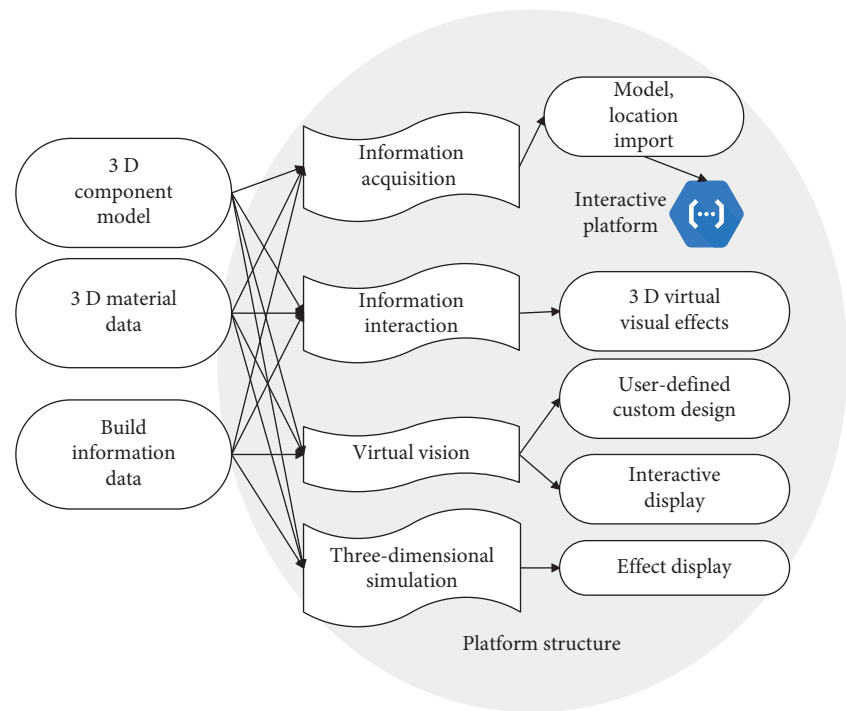 3 D
component
model
3 D material
data
Build
information
data
Information
acquisition
Information
interaction
Virtual vision
Three-dimensional
simulation
Model,
location
import
Interactive
platform
3 D virtual
visual effects
User-defined
custom design
Interactive
display
Effect display
Platform structure